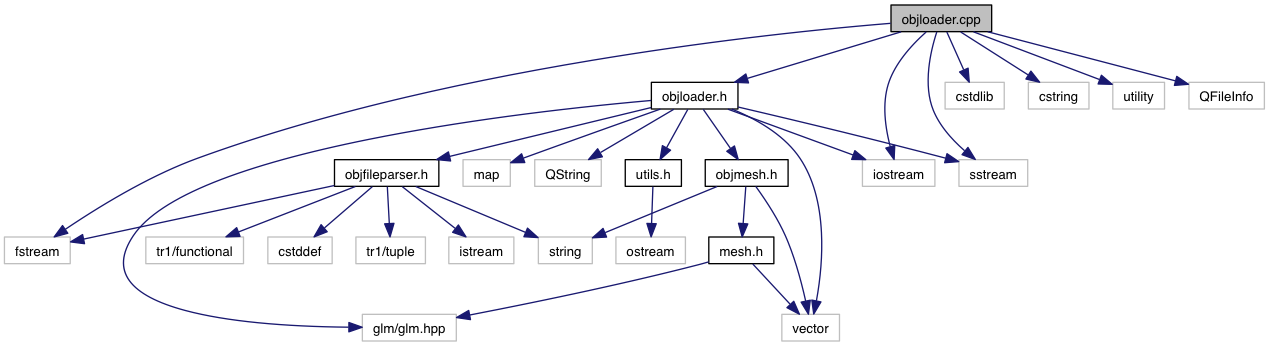 objloader.cpp
objloader.h
cstdlib
cstring
utility
QFileInfo
objfileparser.h
map
QString
utils.h
objmesh.h
iostream
sstream
fstream
tr1/functional
cstddef
tr1/tuple
istream
string
ostream
mesh.h
glm/glm.hpp
vector